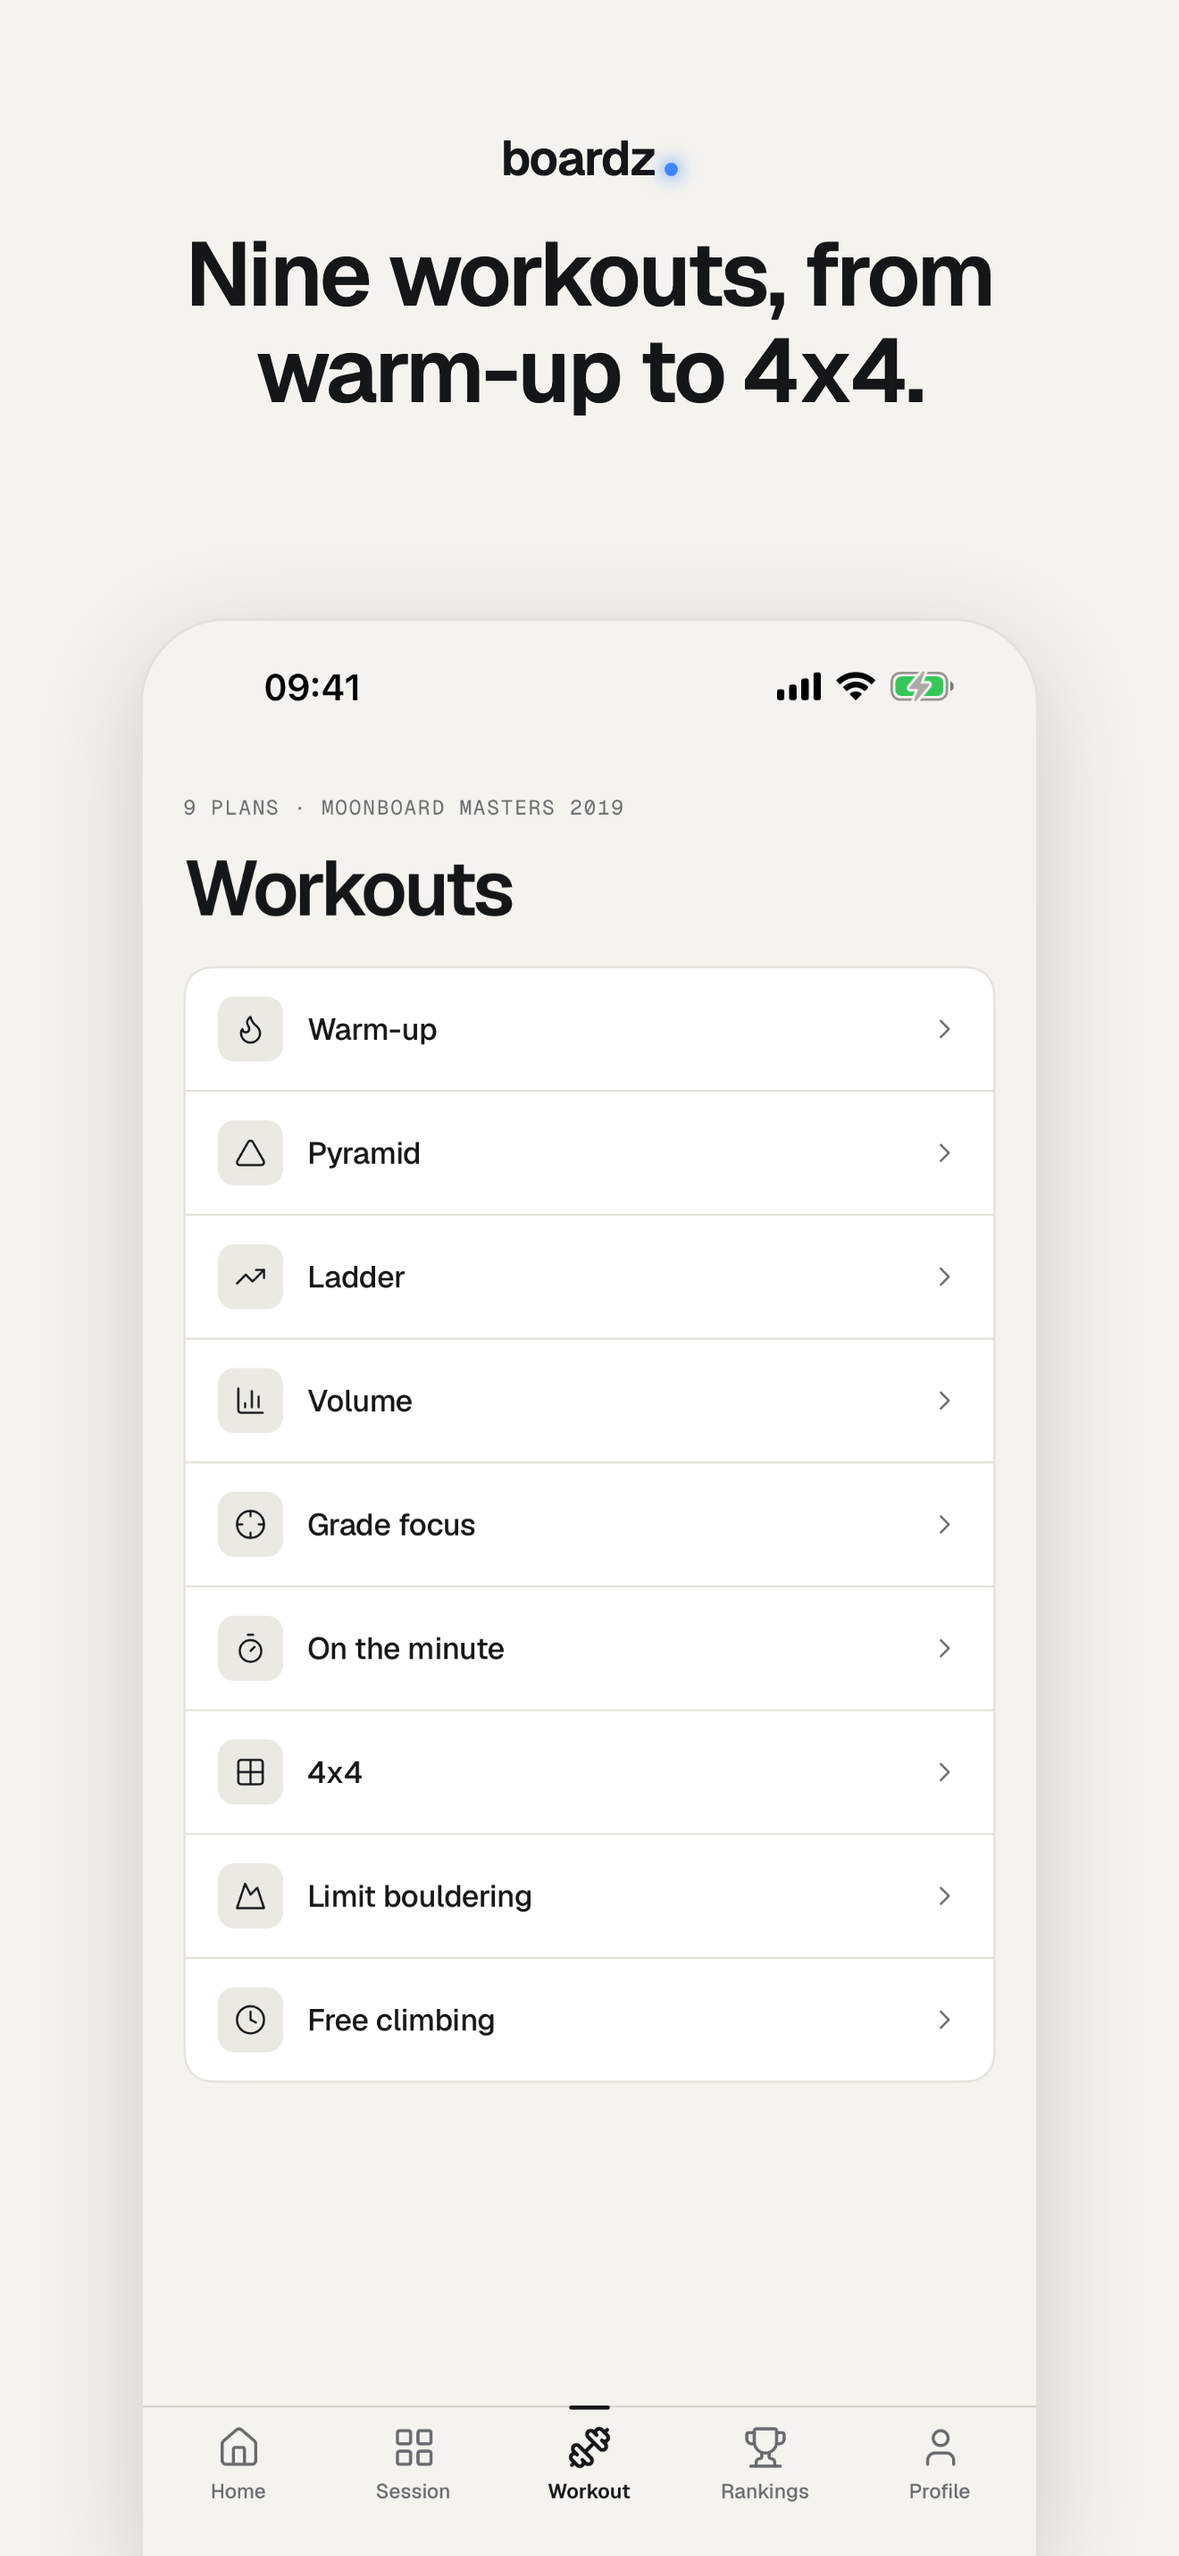 boardz
Nine workouts, from
warm-up to 4x4.
09:41
9 PLANS · MOONBOARD MASTERS 2019
Workouts
Warm-up
Pyramid
Ladder
Volume
Grade focus
On the minute
4x4
Limit bouldering
Free climbing
Home Session Workout Rankings Profile